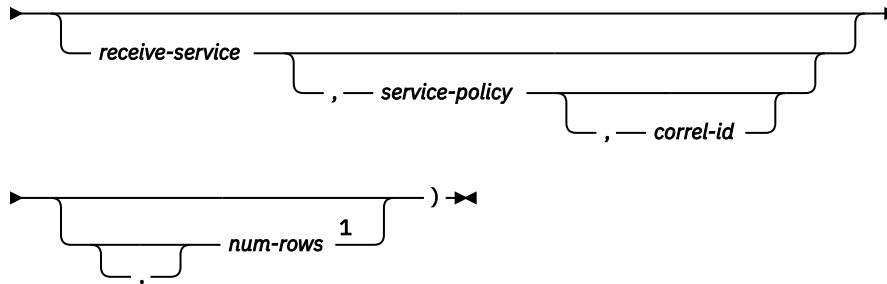 receive-service
, service-policy
, correl-id
)
num-rows 1
,